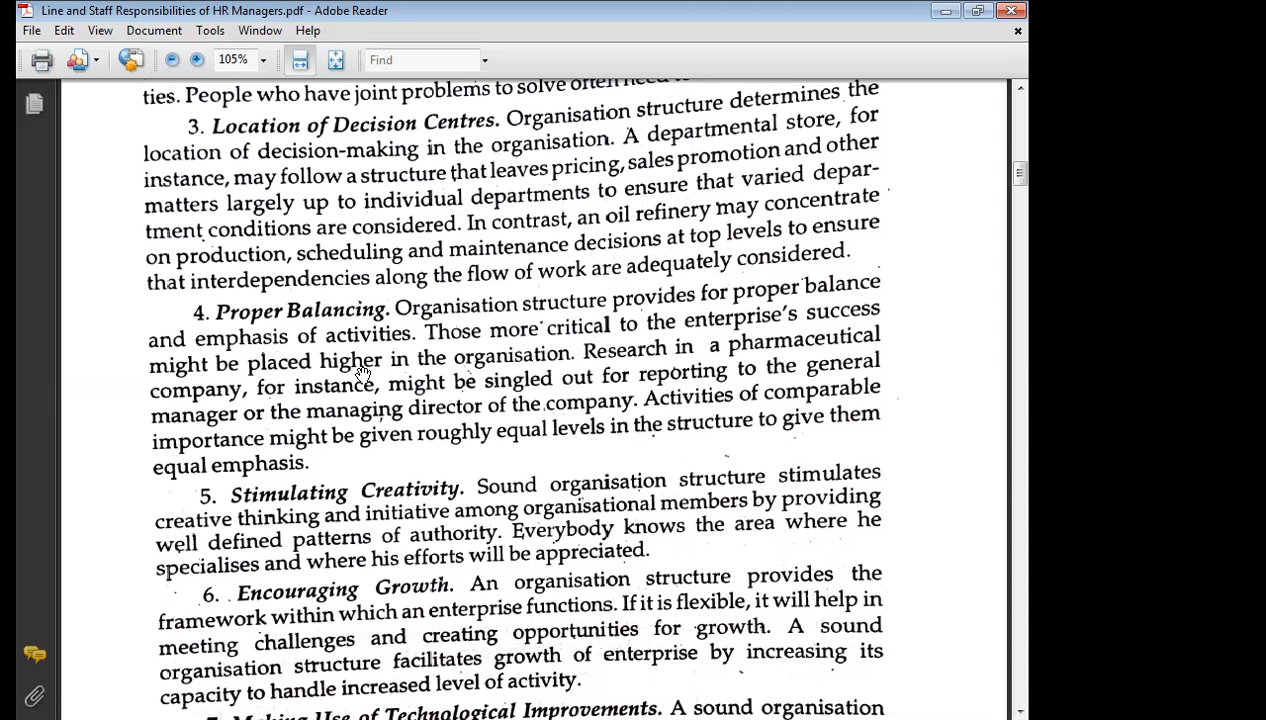 Line and Staff Responsibilities of HR Managers.pdf - Adobe Reader
File Edit View Document Tools Window Help
105% Find
ties. People who have joint problems to solve often need to
3. Location of Decision Centres. Organisation structure determines the
location of decision-making in the organisation. A departmental store, for
instance, may follow a structure that leaves pricing, sales promotion and other
matters largely up to individual departments to ensure that varied depar-
tment conditions are considered. In contrast, an oil refinery may concentrate
on production, scheduling and maintenance decisions at top levels to ensure
that interdependencies along the flow of work are adequately considered.
4. Proper Balancing. Organisation structure provides for proper balance
and emphasis of activities. Those more critical to the enterprise's success
might be placed higher in the organisation. Research in a pharmaceutical
company, for instance, might be singled out for reporting to the general
manager or the managing director of the company. Activities of comparable
importance might be given roughly equal levels in the structure to give them
equal emphasis.
5. Stimulating Creativity. Sound organisation structure stimulates
creative thinking and initiative among organisational members by providing
well defined patterns of authority. Everybody knows the area where he
specialises and where his efforts will be appreciated.
6. Encouraging Growth. An organisation structure provides the
framework within which an enterprise functions. If it is flexible, it will help in
meeting challenges and creating opportunities for growth. A sound
organisation structure facilitates growth of enterprise by increasing its
capacity to handle increased level of activity.
7. Making Use of Technological Improvements. A sound organisation